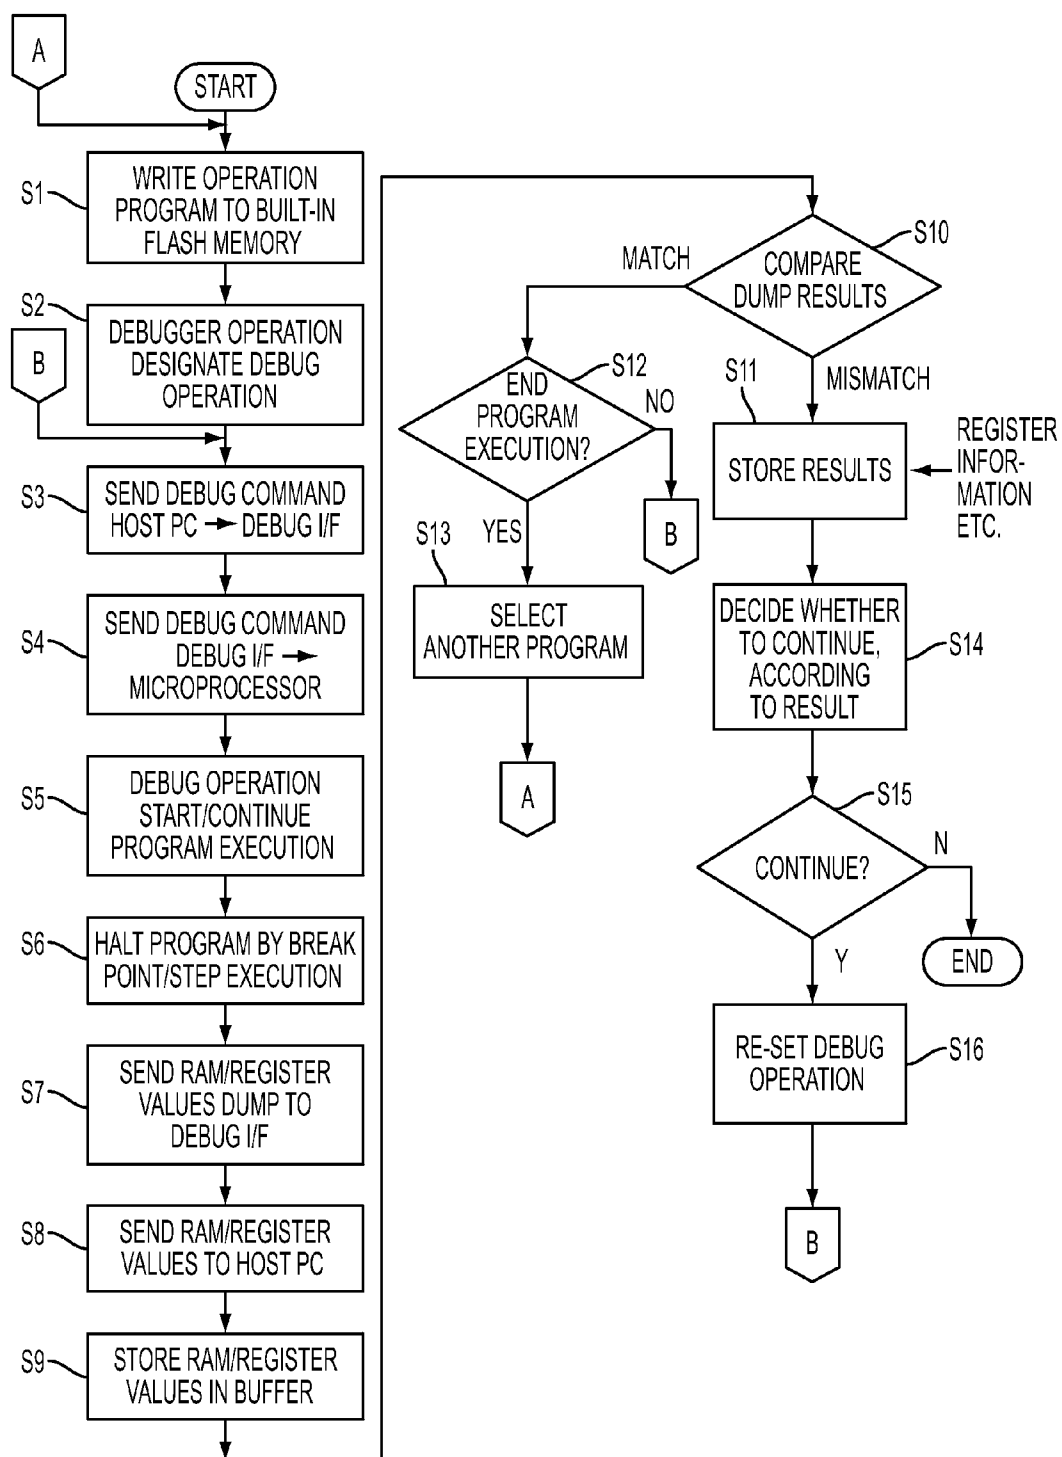 A
START
S1
WRITE OPERATION
PROGRAM TO BUILT-IN
FLASH MEMORY
S2
DEBUGGER OPERATION
DESIGNATE DEBUG
OPERATION
B
S3
SEND DEBUG COMMAND
HOST PC → DEBUG I/F
S4
SEND DEBUG COMMAND
DEBUG I/F →
MICROPROCESSOR
S5
DEBUG OPERATION
START/CONTINUE
PROGRAM EXECUTION
S6
HALT PROGRAM BY BREAK
POINT/STEP EXECUTION
S7
SEND RAM/REGISTER
VALUES DUMP TO
DEBUG I/F
S8
SEND RAM/REGISTER
VALUES TO HOST PC
S9
STORE RAM/REGISTER
VALUES IN BUFFER
S10
COMPARE
DUMP RESULTS
MATCH
MISMATCH
S12
END
PROGRAM
EXECUTION?
NO
B
YES
S13
SELECT
ANOTHER PROGRAM
A
S11
STORE RESULTS
REGISTER
INFOR-
MATION
ETC.
S14
DECIDE WHETHER
TO CONTINUE,
ACCORDING
TO RESULT
S15
CONTINUE?
N
END
Y
S16
RE-SET DEBUG
OPERATION
B